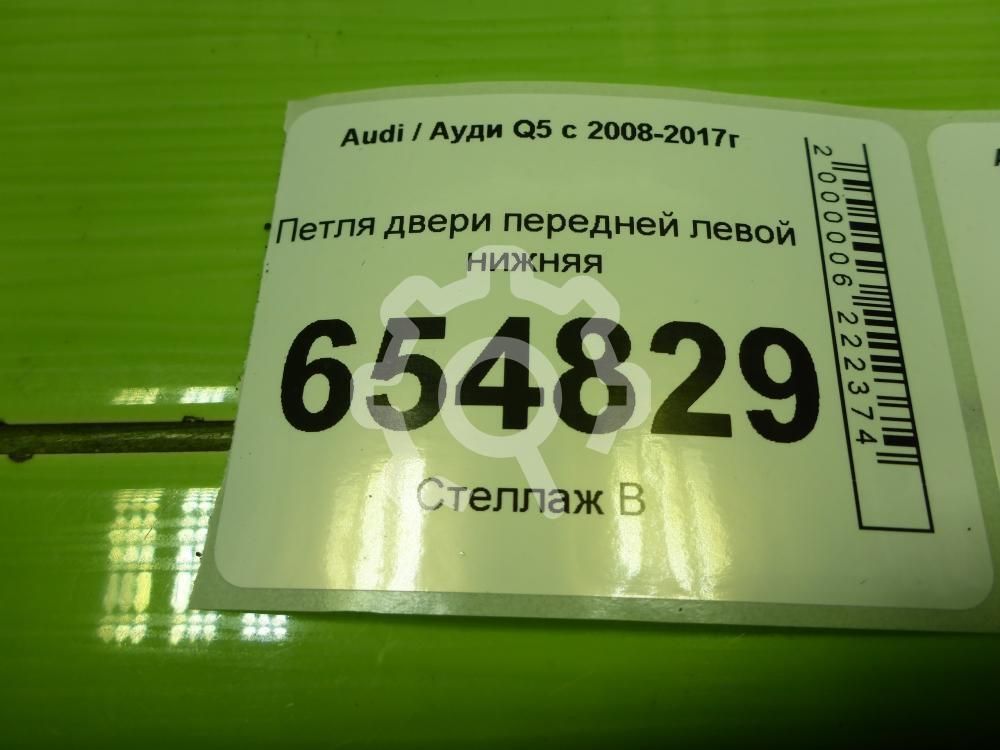 Audi / Ауди Q5 с 2008-2017г
Петля двери передней левой
нижняя
654829
Стеллаж В
2000006222374